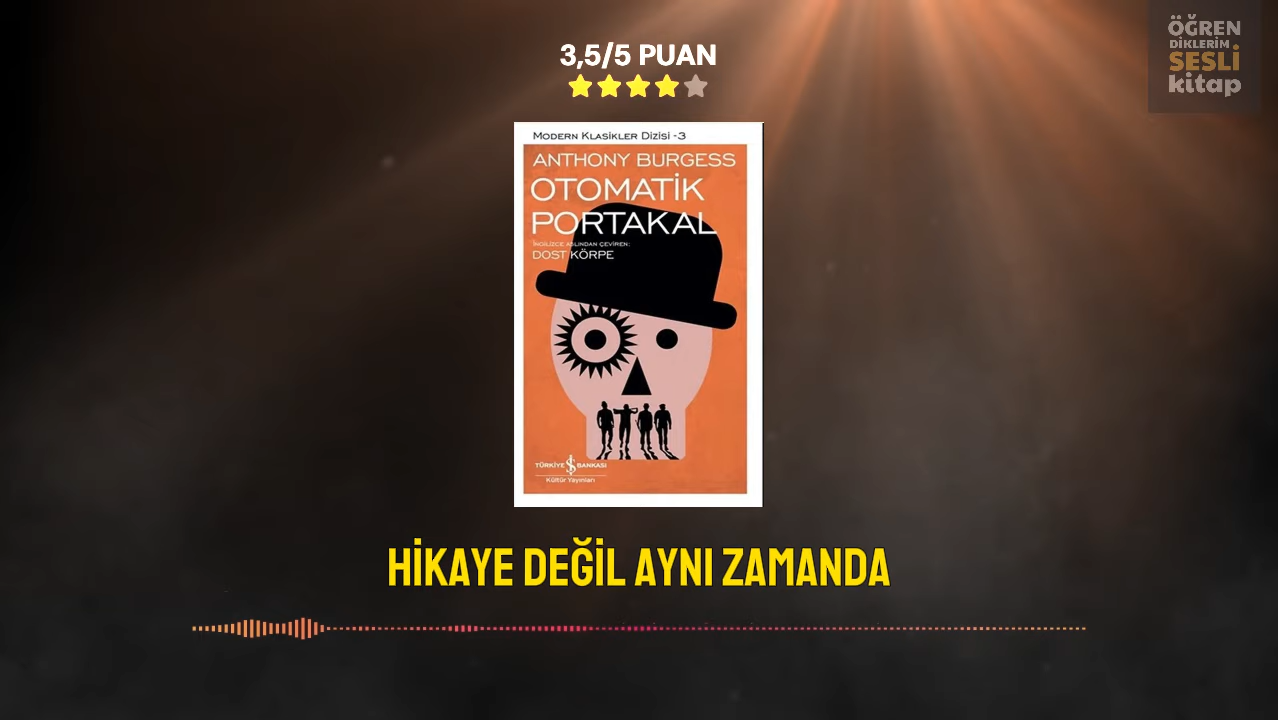 3,5/5 PUAN
ÖĞREN
DİKLERİM
SESLİ
kitap
MODERN KLASİKLER DİZİSİ -3
ANTHONY BURGESS
OTOMATİK
PORTAKAL
İNGİLİZCE ASLINDAN ÇEVİREN:
DOST KÖRPE
TÜRKİYE İŞ BANKASI
Kültür Yayınları
HİKAYE DEĞİL AYNI ZAMANDA